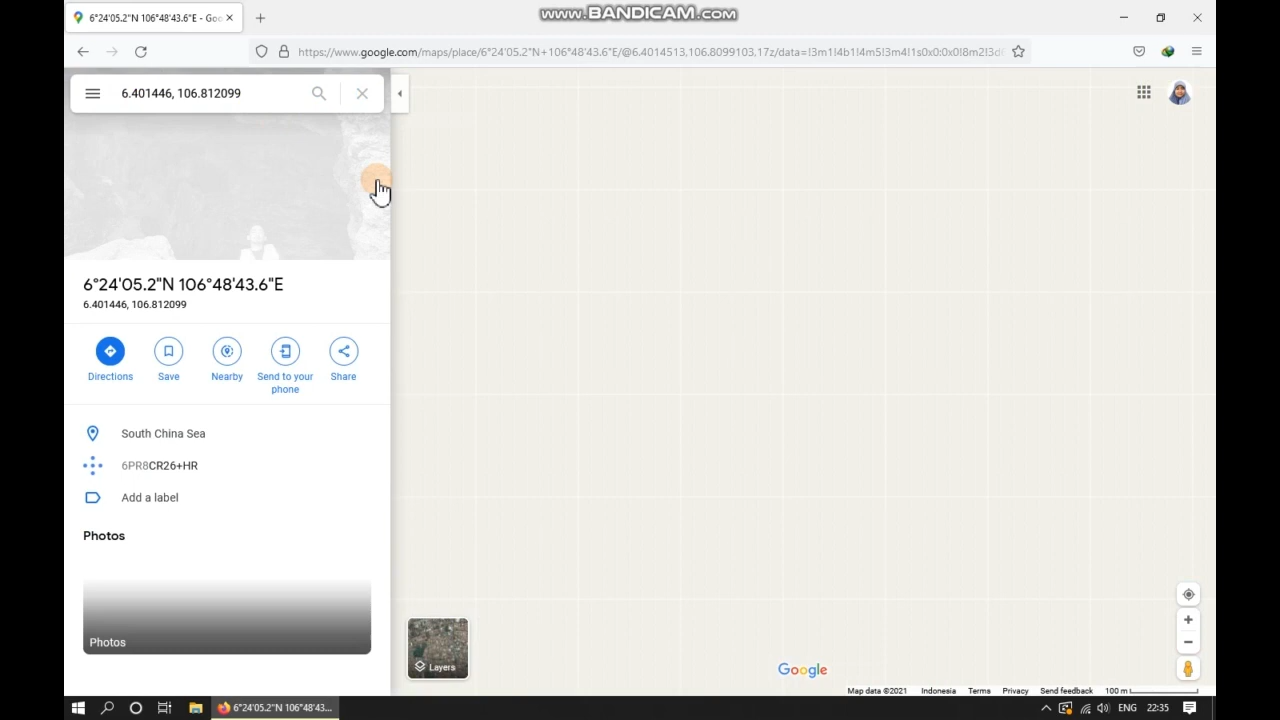 www.BANDICAM.com
6°24'05.2"N 106°48'43.6"E - Goo
https://www.google.com/maps/place/6°24'05.2"N+106°48'43.6"E/@6.4014513,106.8099103,17z/data=!3m1!4b1!4m5!3m4!1s0x0:0x0!8m2!3d6
6.401446, 106.812099
6°24'05.2"N 106°48'43.6"E
6.401446, 106.812099
Directions
Save
Nearby
Send to your
phone
Share
South China Sea
6PR8CR26+HR
Add a label
Photos
Photos
Layers
Google
Map data ©2021
Indonesia
Terms
Privacy
Send feedback
100 m
6°24'05.2"N 106°48'43...
ENG
22:35